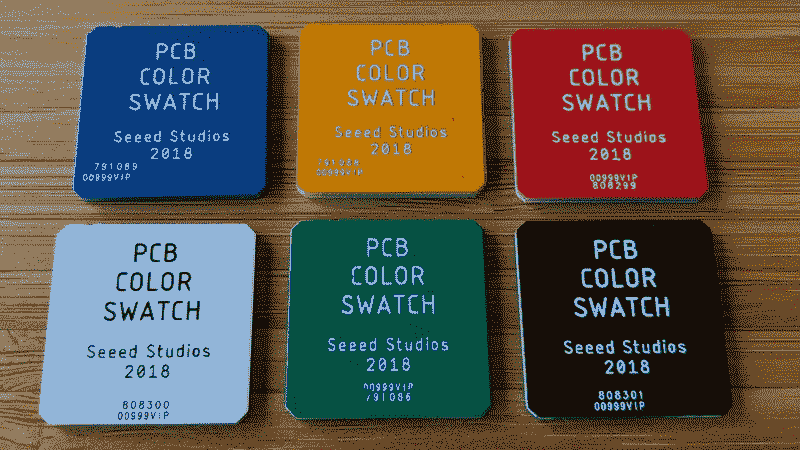 PCB
COLOR
SWATCH
Seeed Studios
2018
791089
00999VIP
PCB
COLOR
SWATCH
Seeed Studios
2018
791088
00999VIP
PCB
COLOR
SWATCH
Seeed Studios
2018
00999VIP
808299
PCB
COLOR
SWATCH
Seeed Studios
2018
808300
00999VIP
PCB
COLOR
SWATCH
Seeed Studios
2018
00999VIP
791086
PCB
COLOR
SWATCH
Seeed Studios
2018
808301
00999VIP